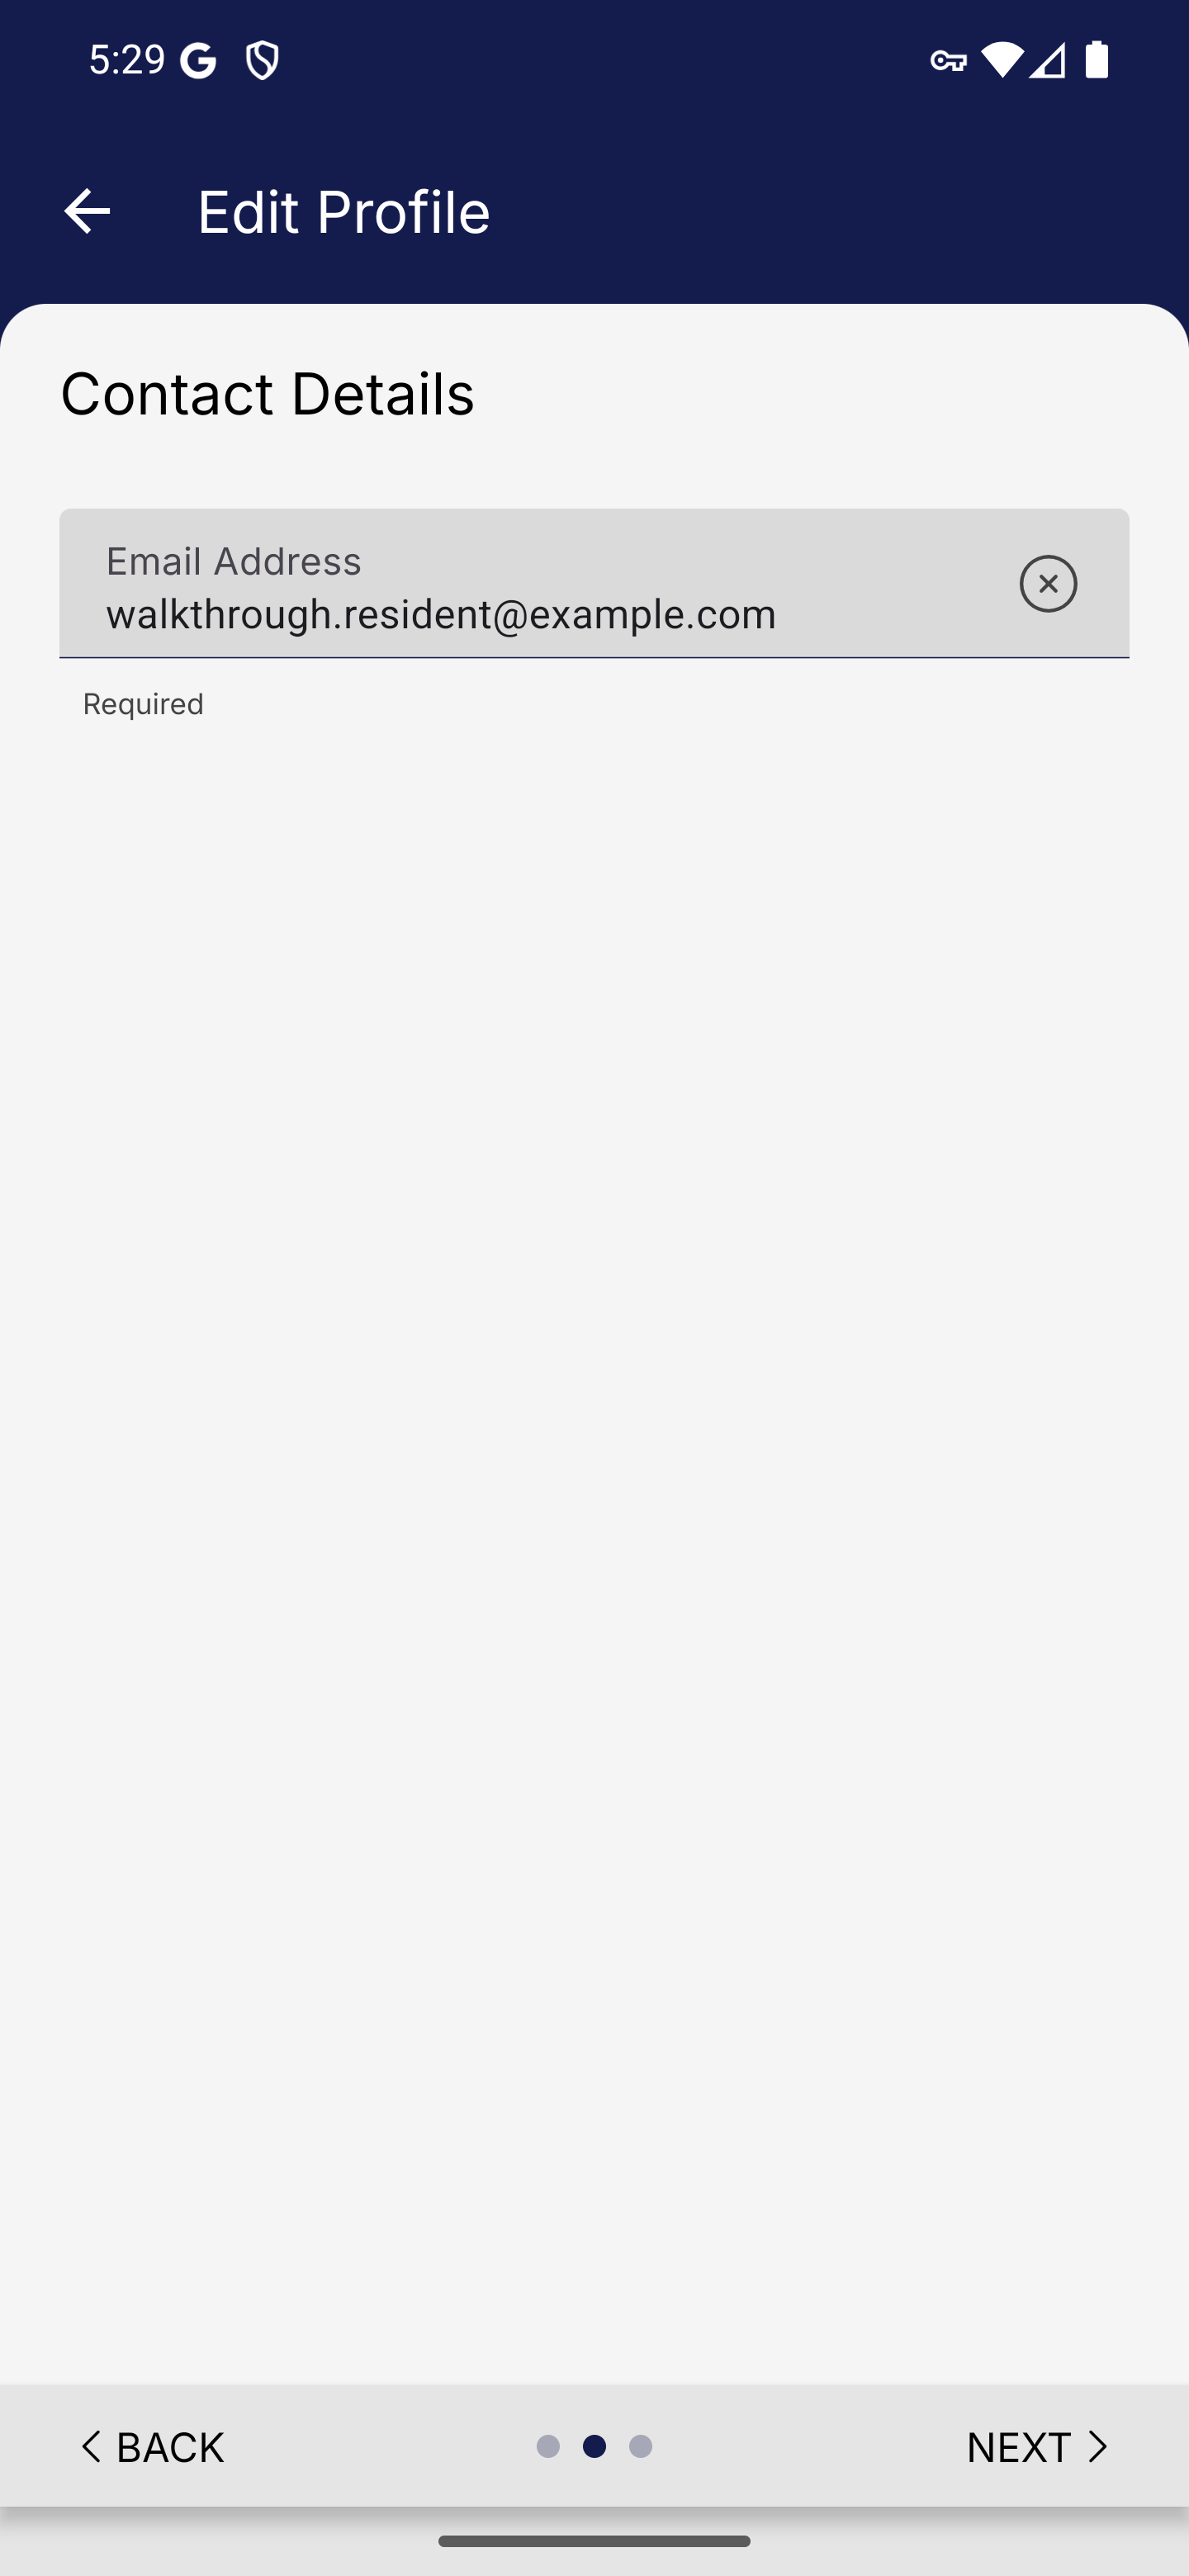 5:29
Edit Profile
Contact Details
Email Address
walkthrough.resident@example.com
Required
BACK
NEXT